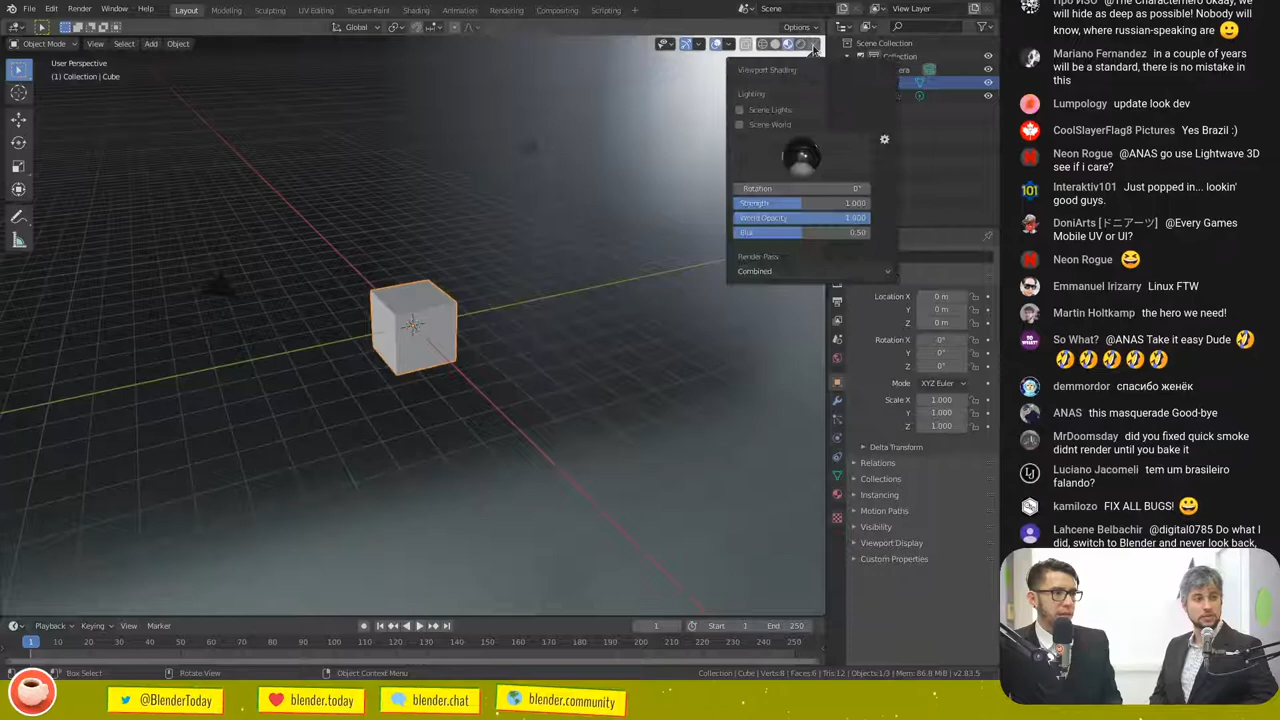 File Edit Render Window Help
Layout Modeling Sculpting UV Editing Texture Paint Shading Animation Rendering Compositing Scripting
Scene
View Layer
Global
Options
Object Mode View Select Add Object
User Perspective
(1) Collection | Cube
Viewport Shading
Lighting
Scene Lights
Scene World
Rotation 0°
Strength 1.000
World Opacity 1.000
Blur 0.50
Render Pass
Combined
Scene Collection
Collection
Location X 0 m
Y 0 m
Z 0 m
Rotation X 0°
Y 0°
Z 0°
Mode XYZ Euler
Scale X 1.000
Y 1.000
Z 1.000
Delta Transform
Relations
Collections
Instancing
Motion Paths
Visibility
Viewport Display
Custom Properties
Playback Keying View Marker
1
Start 1
End 250
1 10 20 30 40 50 60 70 80 90 100 110 120 130 140 150 160 170 180 190 200 210 220 230 240 250
Box Select Rotate View Object Context Menu
Collection | Cube | Verts:8 | Faces:6 | Tris:12 | Objects:1/3 | Mem: 86.8 MiB | v2.83.5
will hide as deep as possible! Nobody will
know, where russian-speaking are
Mariano Fernandez in a couple of years
will be a standard, there is no mistake in
this
Lumpology update look dev
CoolSlayerFlag8 Pictures Yes Brazil :)
Neon Rogue @ANAS go use Lightwave 3D
see if i care?
Interaktiv101 Just popped in... lookin'
good guys.
DoniArts [ドニアーツ] @Every Games
Mobile UV or UI?
Neon Rogue
Emmanuel Irizarry Linux FTW
Martin Holtkamp the hero we need!
So What? @ANAS Take it easy Dude
demmordor спасибо женёк
ANAS this masquerade Good-bye
MrDoomsday did you fixed quick smoke
didnt render until you bake it
Luciano Jacomeli tem um brasileiro
falando?
kamilozo FIX ALL BUGS!
Lahcene Belbachir @digital0785 Do what I
did, switch to Blender and never look back,
@BlenderToday
blender.today
blender.chat
blender.community